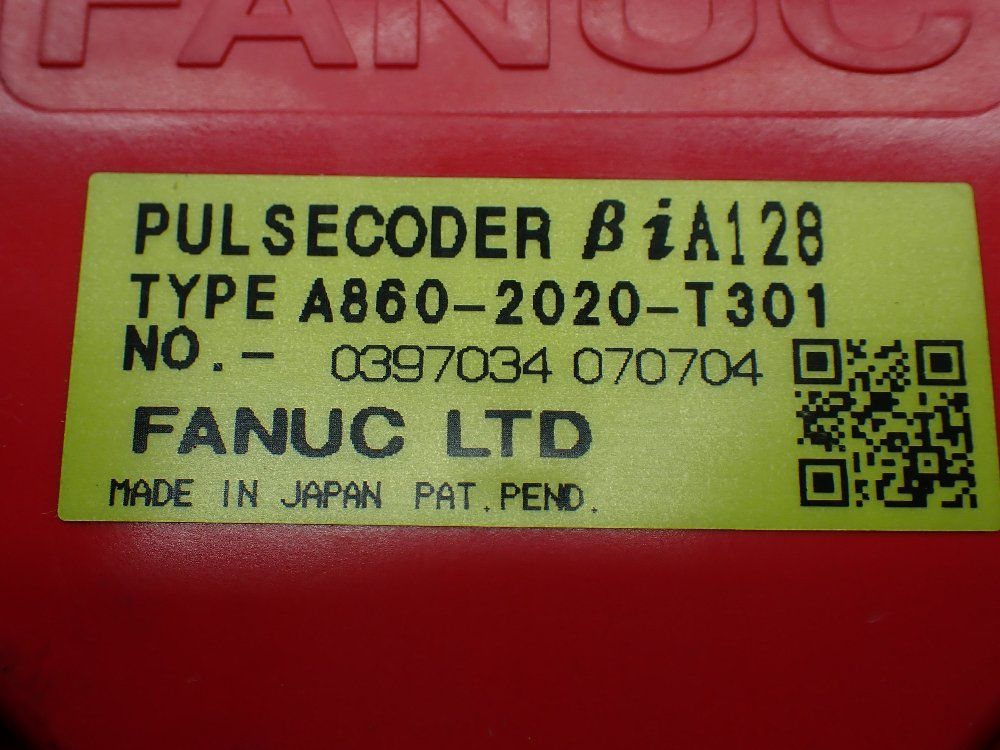 FANUC
PULSECODER βiA128
TYPE A860-2020-T301
NO.- 0397034 070704
FANUC LTD
MADE IN JAPAN PAT.PEND.